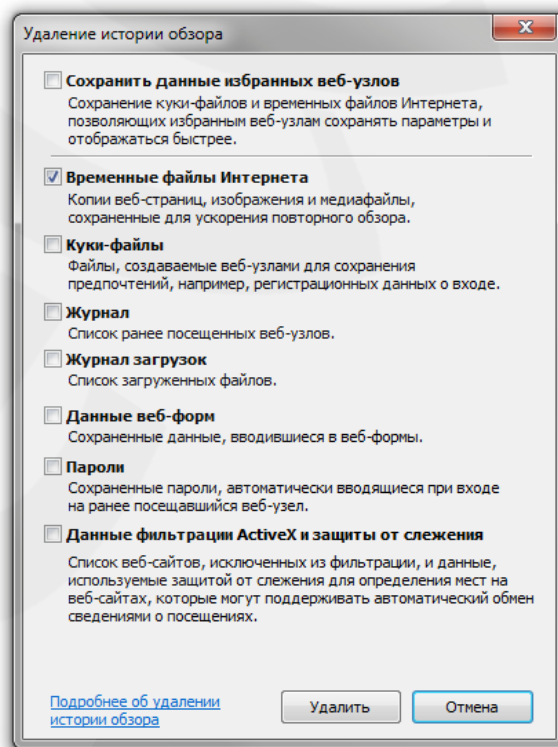 Удаление истории обзора
Сохранить данные избранных веб-узлов
Сохранение куки-файлов и временных файлов Интернета,
позволяющих избранным веб-узлам сохранять параметры и
отображаться быстрее.
Временные файлы Интернета
Копии веб-страниц, изображения и медиафайлы,
сохраненные для ускорения повторного обзора.
Куки-файлы
Файлы, создаваемые веб-узлами для сохранения
предпочтений, например, регистрационных данных о входе.
Журнал
Список ранее посещенных веб-узлов.
Журнал загрузок
Список загруженных файлов.
Данные веб-форм
Сохраненные данные, вводившиеся в веб-формы.
Пароли
Сохраненные пароли, автоматически вводящиеся при входе
на ранее посещавшийся веб-узел.
Данные фильтрации ActiveX и защиты от слежения
Список веб-сайтов, исключенных из фильтрации, и данные,
используемые защитой от слежения для определения мест на
веб-сайтах, которые могут поддерживать автоматический обмен
сведениями о посещениях.
Подробнее об удалении
истории обзора
Удалить
Отмена